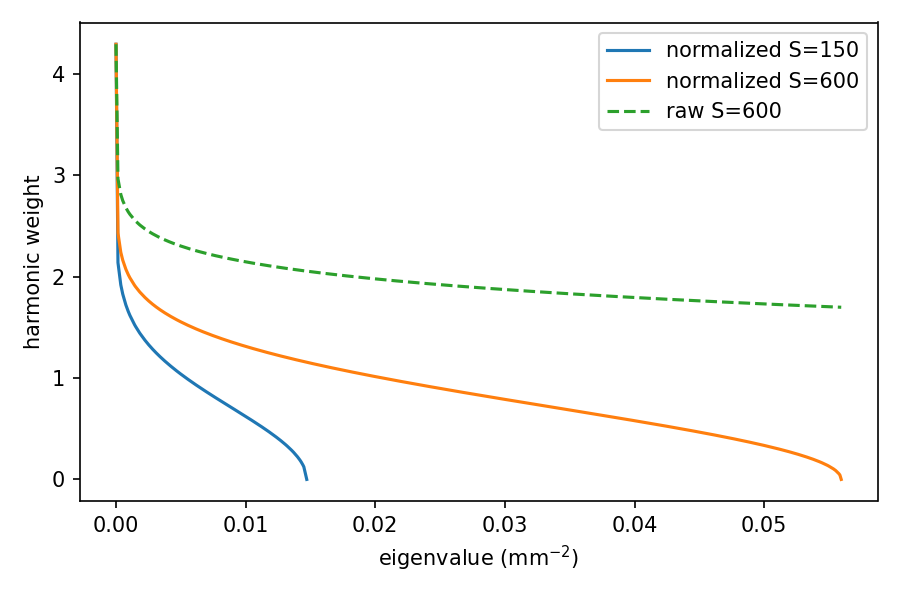 normalized S=150
normalized S=600
raw S=600
harmonic weight
4
3
2
1
0
0.00 0.01 0.02 0.03 0.04 0.05
eigenvalue (mm⁻²)